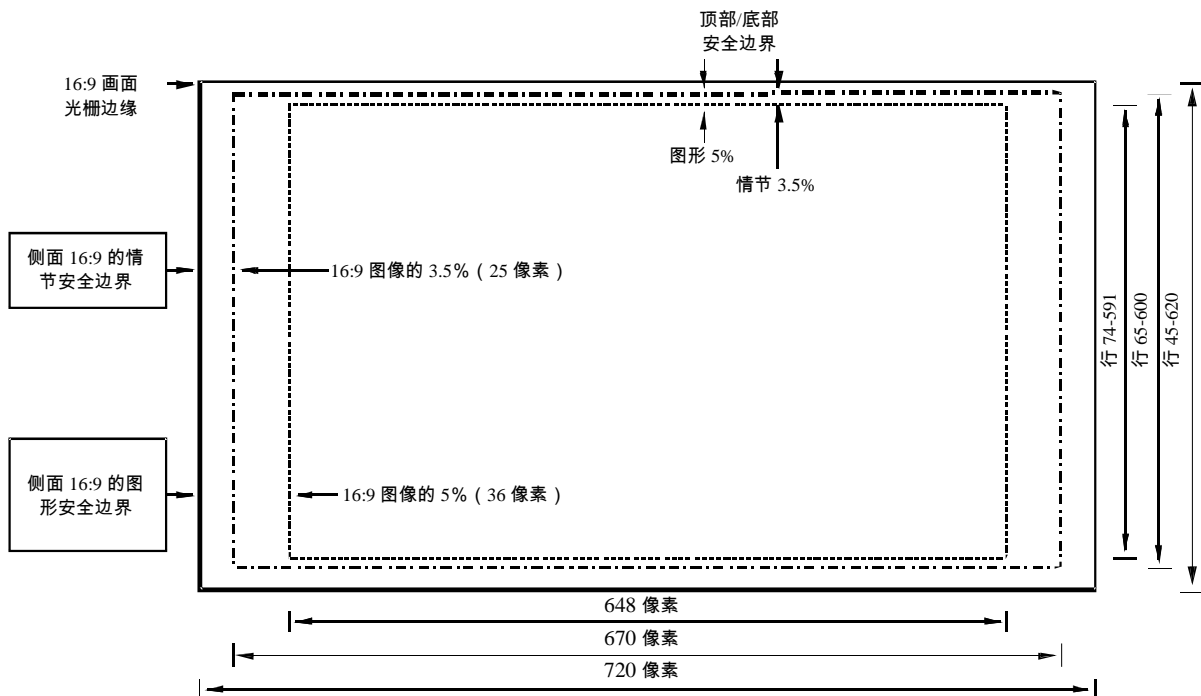 顶部/底部
安全边界
16:9 画面
光栅边缘
图形 5%
情节 3.5%
侧面 16:9 的情
节安全边界
16:9 图像的 3.5%（25 像素）
行 74-591
行 65-600
行 45-620
侧面 16:9 的图
形安全边界
16:9 图像的 5%（36 像素）
648 像素
670 像素
720 像素